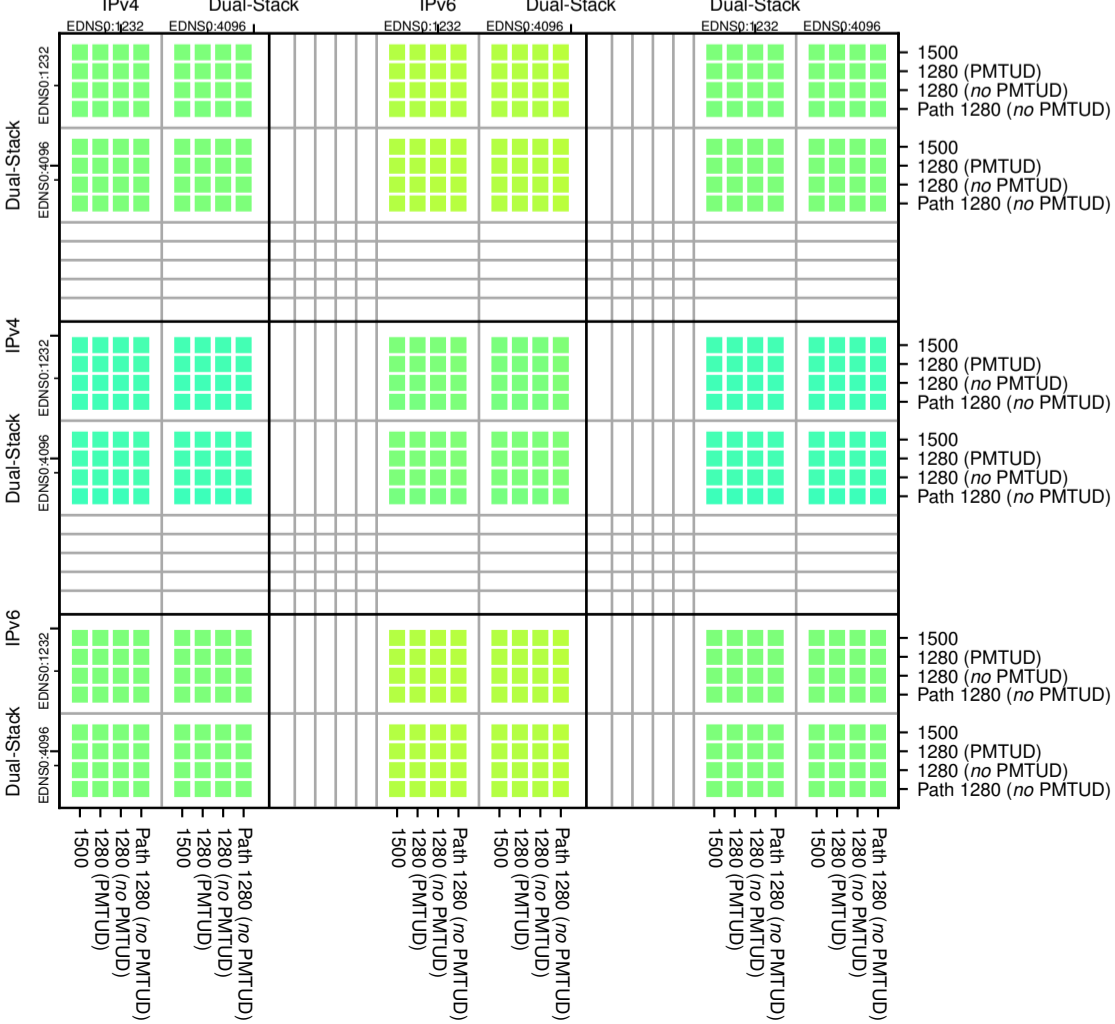 IPv4 Dual-Stack IPv6 Dual-Stack Dual-Stack
EDNS0:1232 EDNS0:4096 EDNS0:1232 EDNS0:4096 EDNS0:1232 EDNS0:4096
Dual-Stack
EDNS0:1232
1500
1280 (PMTUD)
1280 (no PMTUD)
Path 1280 (no PMTUD)
EDNS0:4096
1500
1280 (PMTUD)
1280 (no PMTUD)
Path 1280 (no PMTUD)
IPv4
Dual-Stack
EDNS0:1232
1500
1280 (PMTUD)
1280 (no PMTUD)
Path 1280 (no PMTUD)
EDNS0:4096
1500
1280 (PMTUD)
1280 (no PMTUD)
Path 1280 (no PMTUD)
IPv6
Dual-Stack
EDNS0:1232
1500
1280 (PMTUD)
1280 (no PMTUD)
Path 1280 (no PMTUD)
EDNS0:4096
1500
1280 (PMTUD)
1280 (no PMTUD)
Path 1280 (no PMTUD)
1500
1280 (PMTUD)
1280 (no PMTUD)
Path 1280 (no PMTUD)
1500
1280 (PMTUD)
1280 (no PMTUD)
Path 1280 (no PMTUD)
1500
1280 (PMTUD)
1280 (no PMTUD)
Path 1280 (no PMTUD)
1500
1280 (PMTUD)
1280 (no PMTUD)
Path 1280 (no PMTUD)
1500
1280 (PMTUD)
1280 (no PMTUD)
Path 1280 (no PMTUD)
1500
1280 (PMTUD)
1280 (no PMTUD)
Path 1280 (no PMTUD)